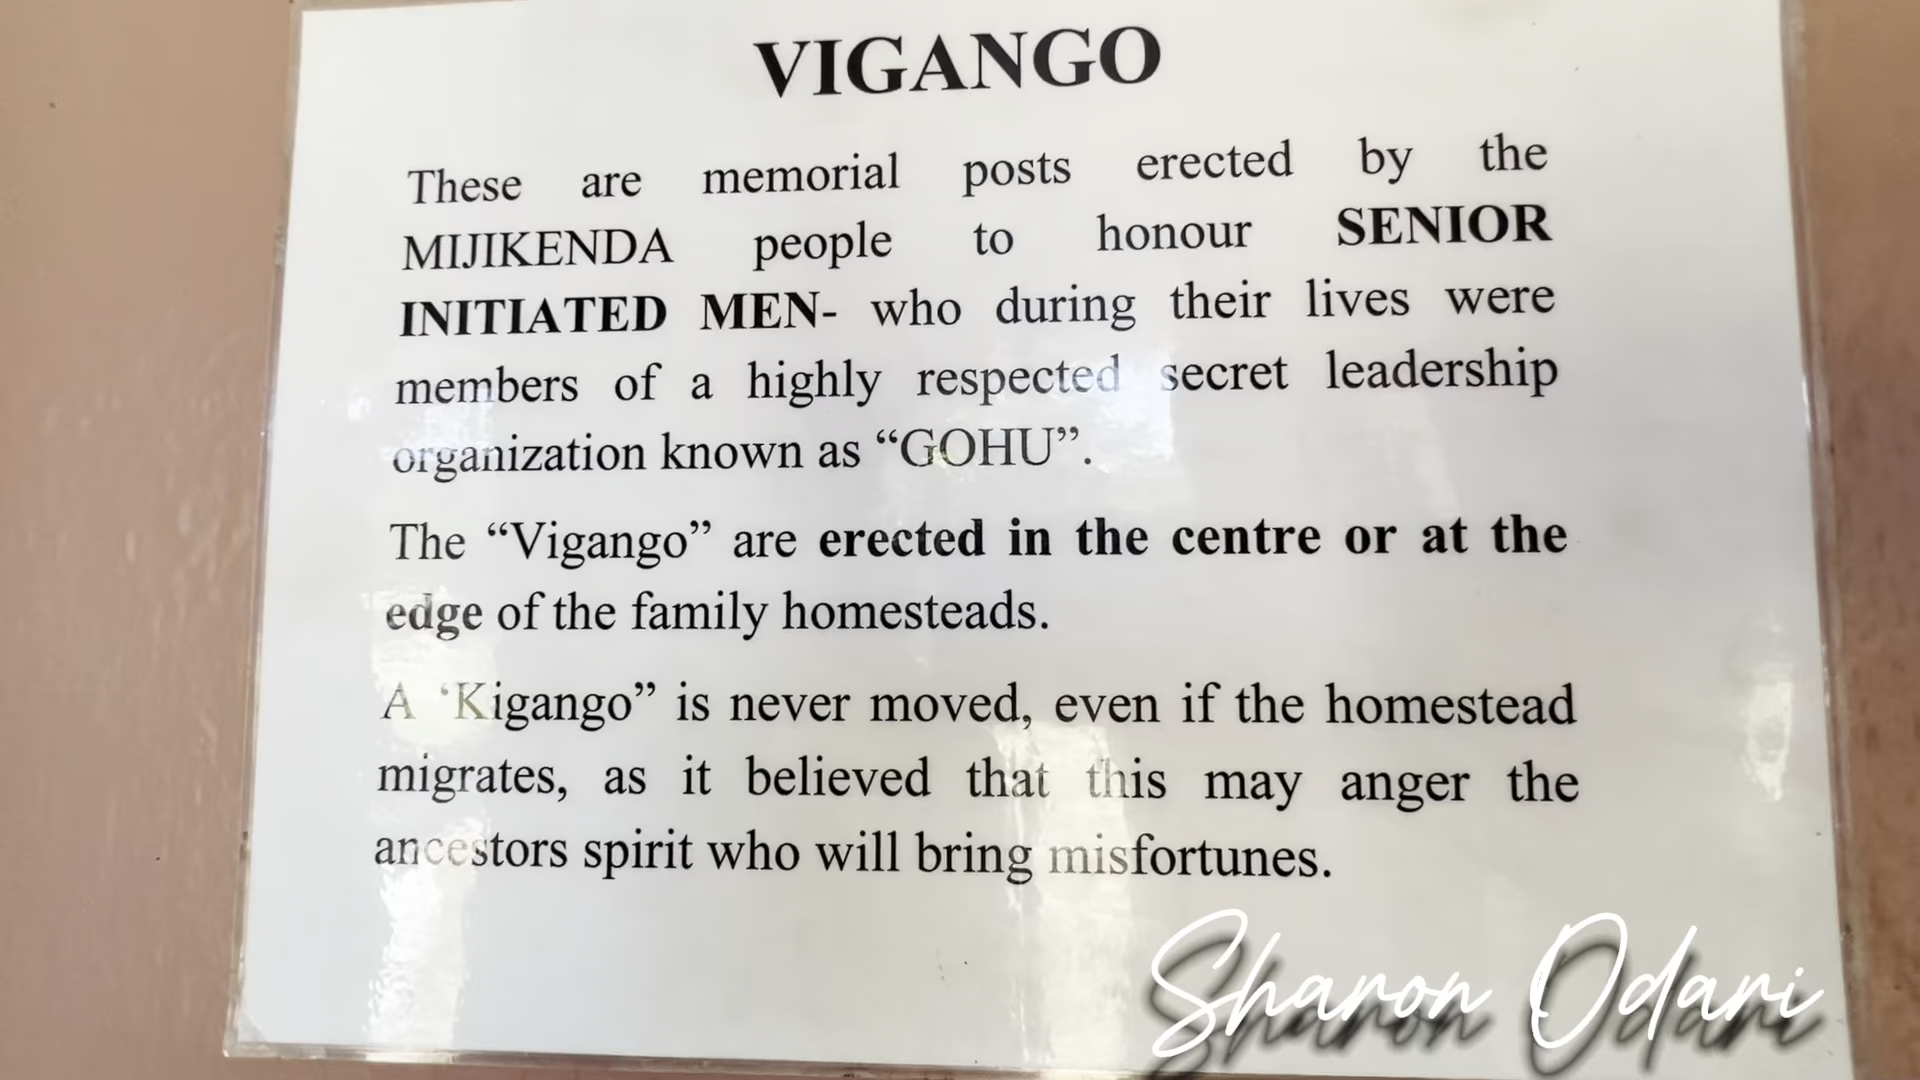 VIGANGO
These are memorial posts erected by the
MIJIKENDA people to honour SENIOR
INITIATED MEN- who during their lives were
members of a highly respected secret leadership
organization known as “GOHU”.
The “Vigango” are erected in the centre or at the
edge of the family homesteads.
A ‘Kigango” is never moved, even if the homestead
migrates, as it believed that this may anger the
ancestors spirit who will bring misfortunes.
Sharon Odari